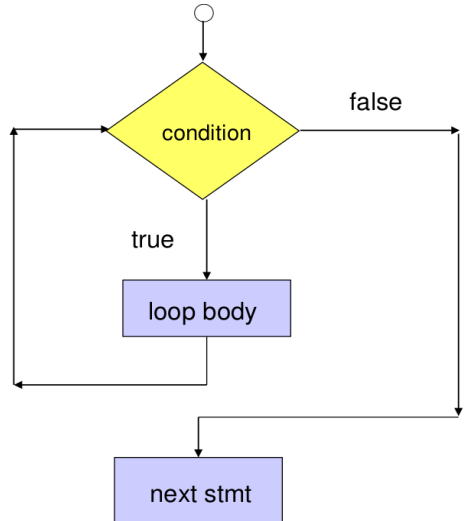 false
condition
true
loop body
next stmt